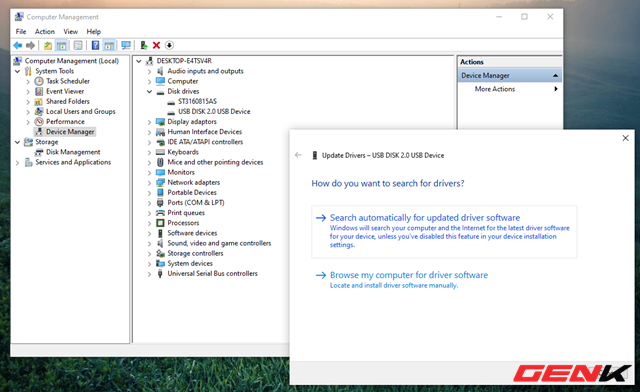 Computer Management
File Action View Help
Computer Management (Local)
System Tools
Task Scheduler
Event Viewer
Shared Folders
Local Users and Groups
Performance
Device Manager
Storage
Disk Management
Services and Applications
DESKTOP-E4TSV4R
Audio inputs and outputs
Computer
Disk drives
ST3160815AS
USB DISK 2.0 USB Device
Display adaptors
Human Interface Devices
IDE ATA/ATAPI controllers
Keyboards
Mice and other pointing devices
Monitors
Network adapters
Portable Devices
Ports (COM & LPT)
Print queues
Processors
Software devices
Sound, video and game controllers
Storage controllers
System devices
Universal Serial Bus controllers
Actions
Device Manager
More Actions
Update Drivers – USB DISK 2.0 USB Device
How do you want to search for drivers?
Search automatically for updated driver software
Windows will search your computer and the Internet for the latest driver software
for your device, unless you've disabled this feature in your device installation
settings.
Browse my computer for driver software
Locate and install driver software manually.
GENK